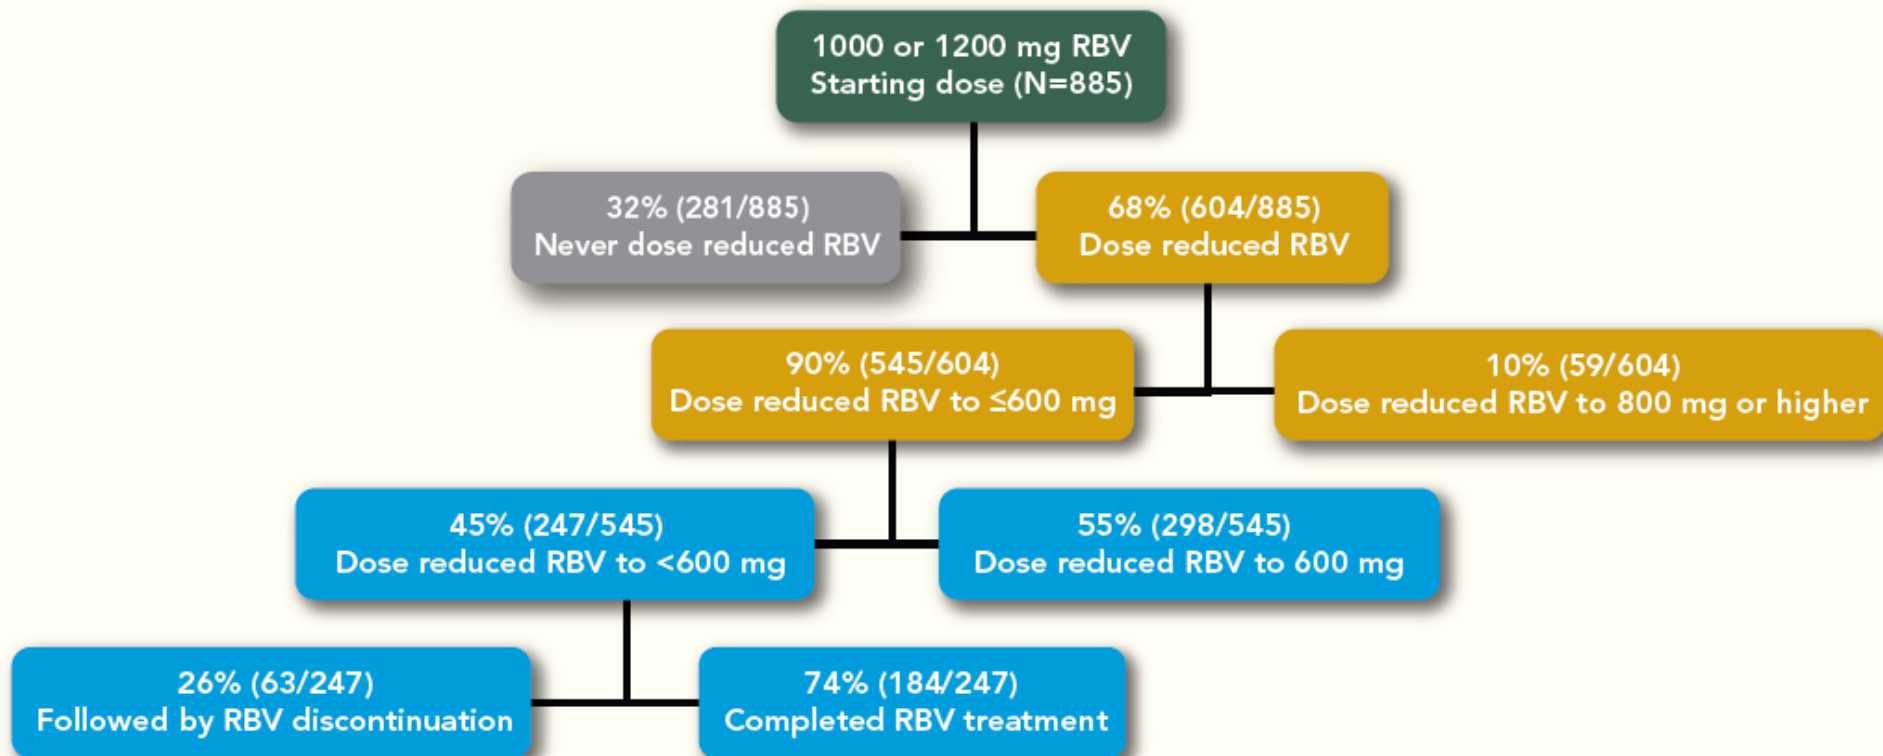 1000 or 1200 mg RBV
Starting dose (N=885)
32% (281/885)
Never dose reduced RBV
68% (604/885)
Dose reduced RBV
90% (545/604)
Dose reduced RBV to ≤600 mg
10% (59/604)
Dose reduced RBV to 800 mg or higher
45% (247/545)
Dose reduced RBV to <600 mg
55% (298/545)
Dose reduced RBV to 600 mg
26% (63/247)
Followed by RBV discontinuation
74% (184/247)
Completed RBV treatment